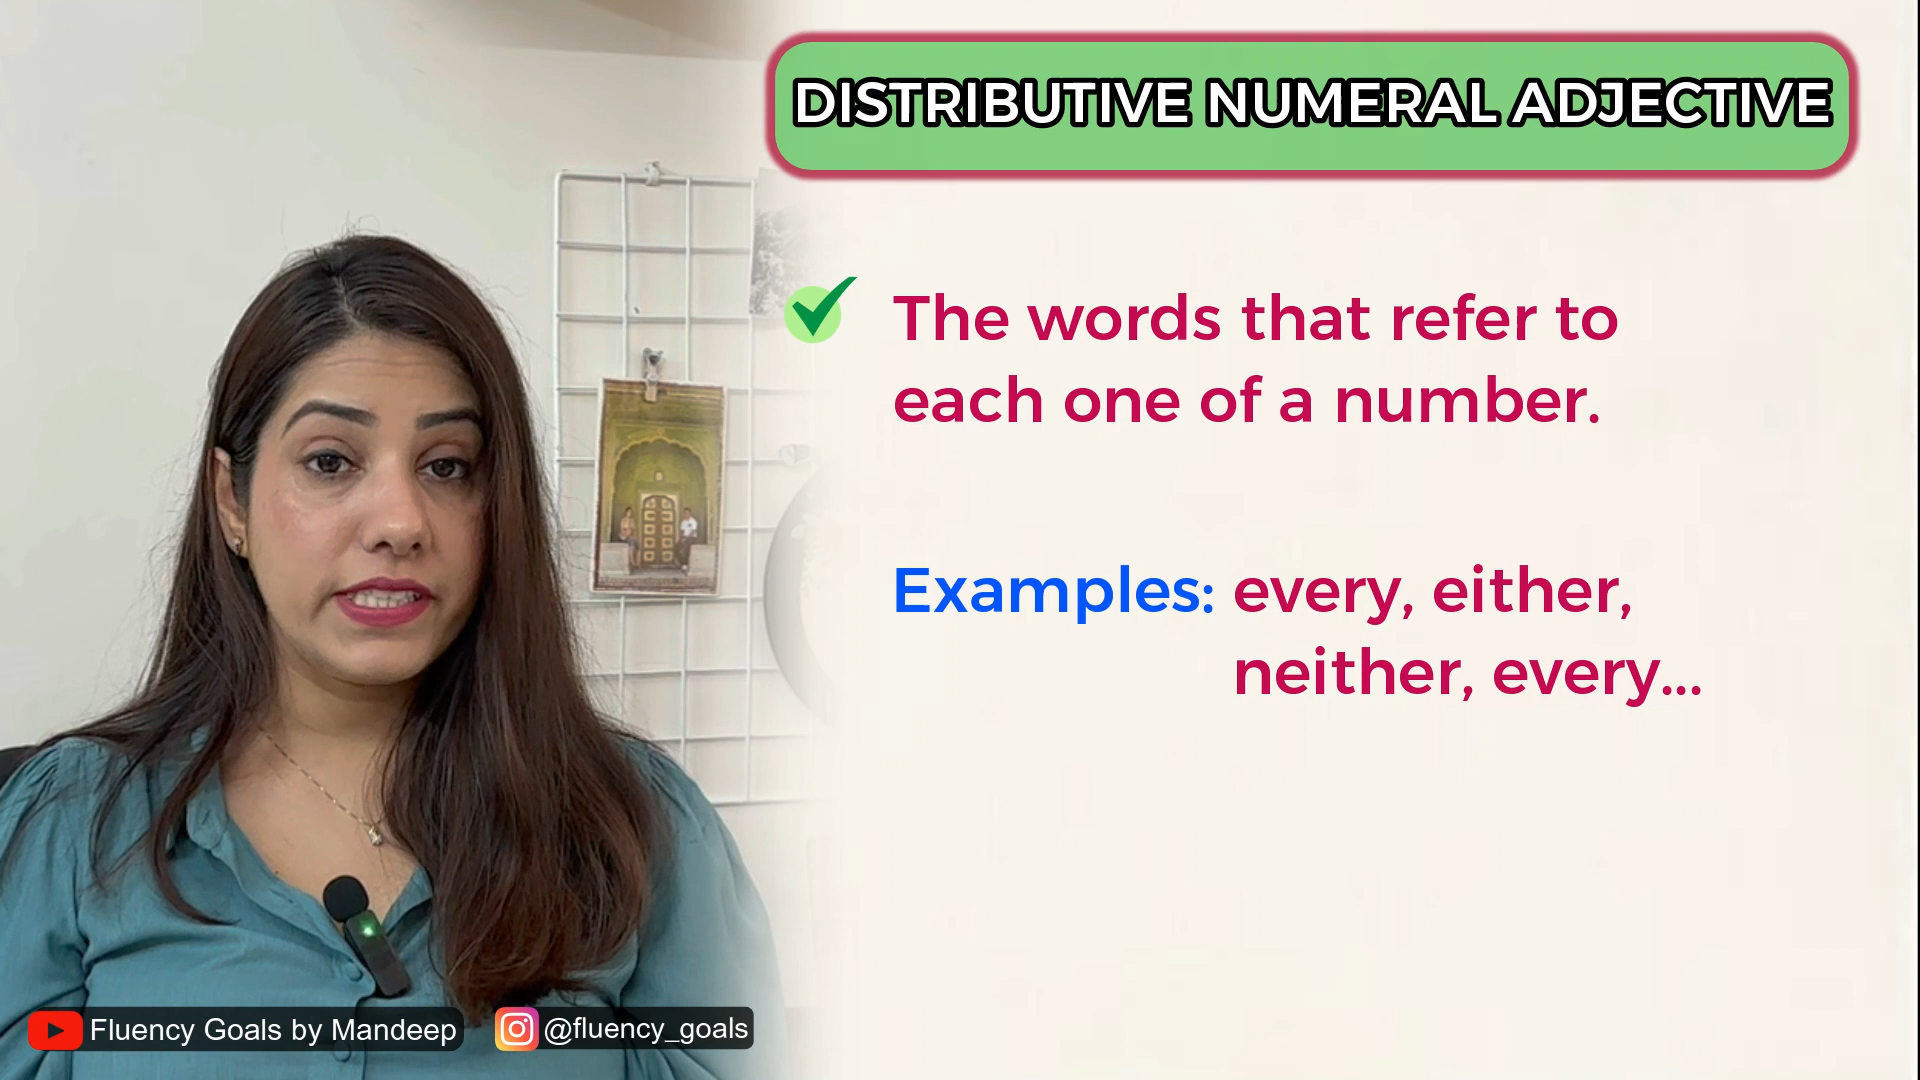 DISTRIBUTIVE NUMERAL ADJECTIVE
The words that refer to
each one of a number.
Examples: every, either,
neither, every...
Fluency Goals by Mandeep
@fluency_goals